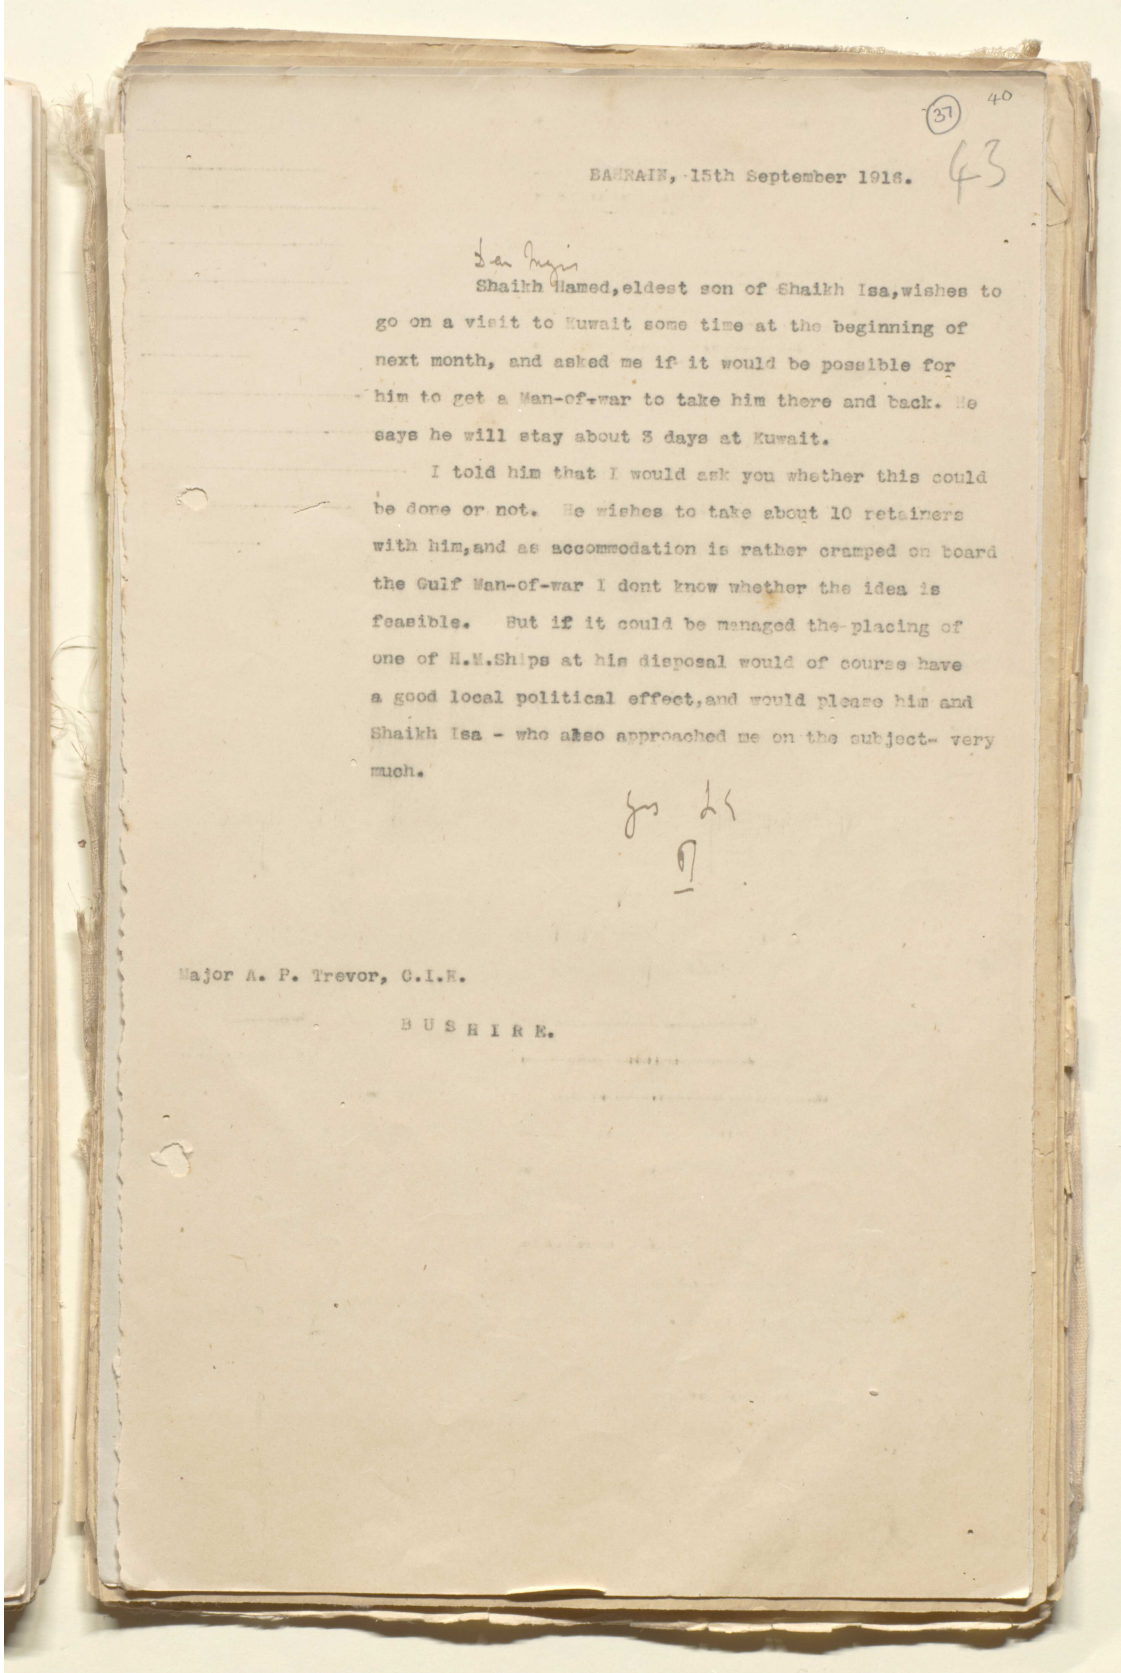 40
37
43
BAHRAIN, 15th September 1916.
Dear
Shaikh Hamed, eldest son of Shaikh Isa, wishes to
go on a visit to Kuwait some time at the beginning of
next month, and asked me if it would be possible for
him to get a Man-of-war to take him there and back. He
says he will stay about 3 days at Kuwait.
I told him that I would ask you whether this could
be done or not. He wishes to take about 10 retainers
with him, and as accommodation is rather cramped on board
the Gulf Man-of-war I dont know whether the idea is
feasible. But if it could be managed the placing of
one of H.M.Ships at his disposal would of course have
a good local political effect, and would please him and
Shaikh Isa - who also approached me on the subject- very
much.
Major A. P. Trevor, C.I.E.
BUSHIRE.